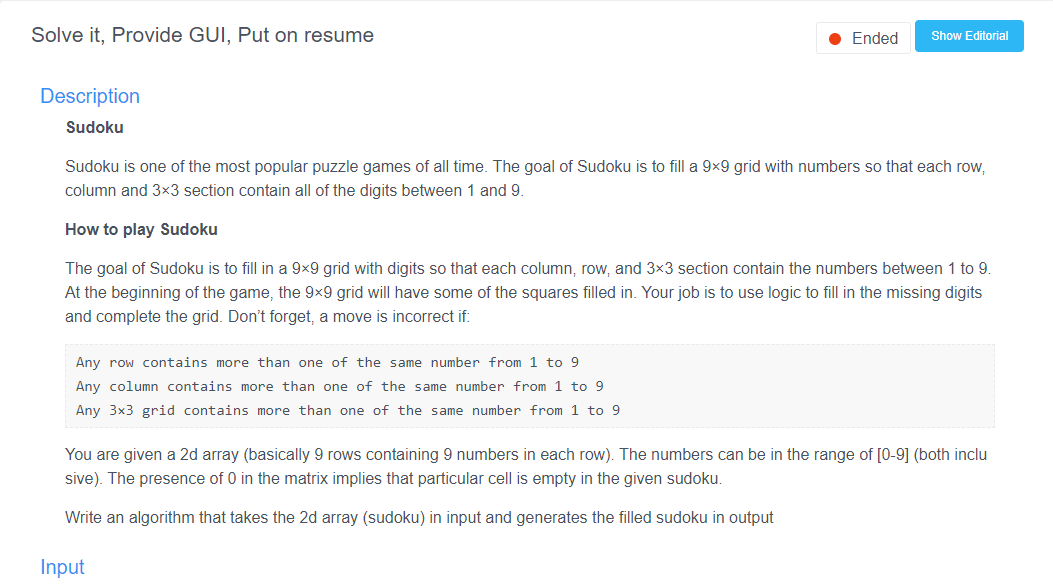 Solve it, Provide GUI, Put on resume
Ended
Show Editorial
Description
Sudoku
Sudoku is one of the most popular puzzle games of all time. The goal of Sudoku is to fill a 9×9 grid with numbers so that each row,
column and 3×3 section contain all of the digits between 1 and 9.
How to play Sudoku
The goal of Sudoku is to fill in a 9×9 grid with digits so that each column, row, and 3×3 section contain the numbers between 1 to 9.
At the beginning of the game, the 9×9 grid will have some of the squares filled in. Your job is to use logic to fill in the missing digits
and complete the grid. Don’t forget, a move is incorrect if:
Any row contains more than one of the same number from 1 to 9
Any column contains more than one of the same number from 1 to 9
Any 3×3 grid contains more than one of the same number from 1 to 9
You are given a 2d array (basically 9 rows containing 9 numbers in each row). The numbers can be in the range of [0-9] (both inclu
sive). The presence of 0 in the matrix implies that particular cell is empty in the given sudoku.
Write an algorithm that takes the 2d array (sudoku) in input and generates the filled sudoku in output
Input